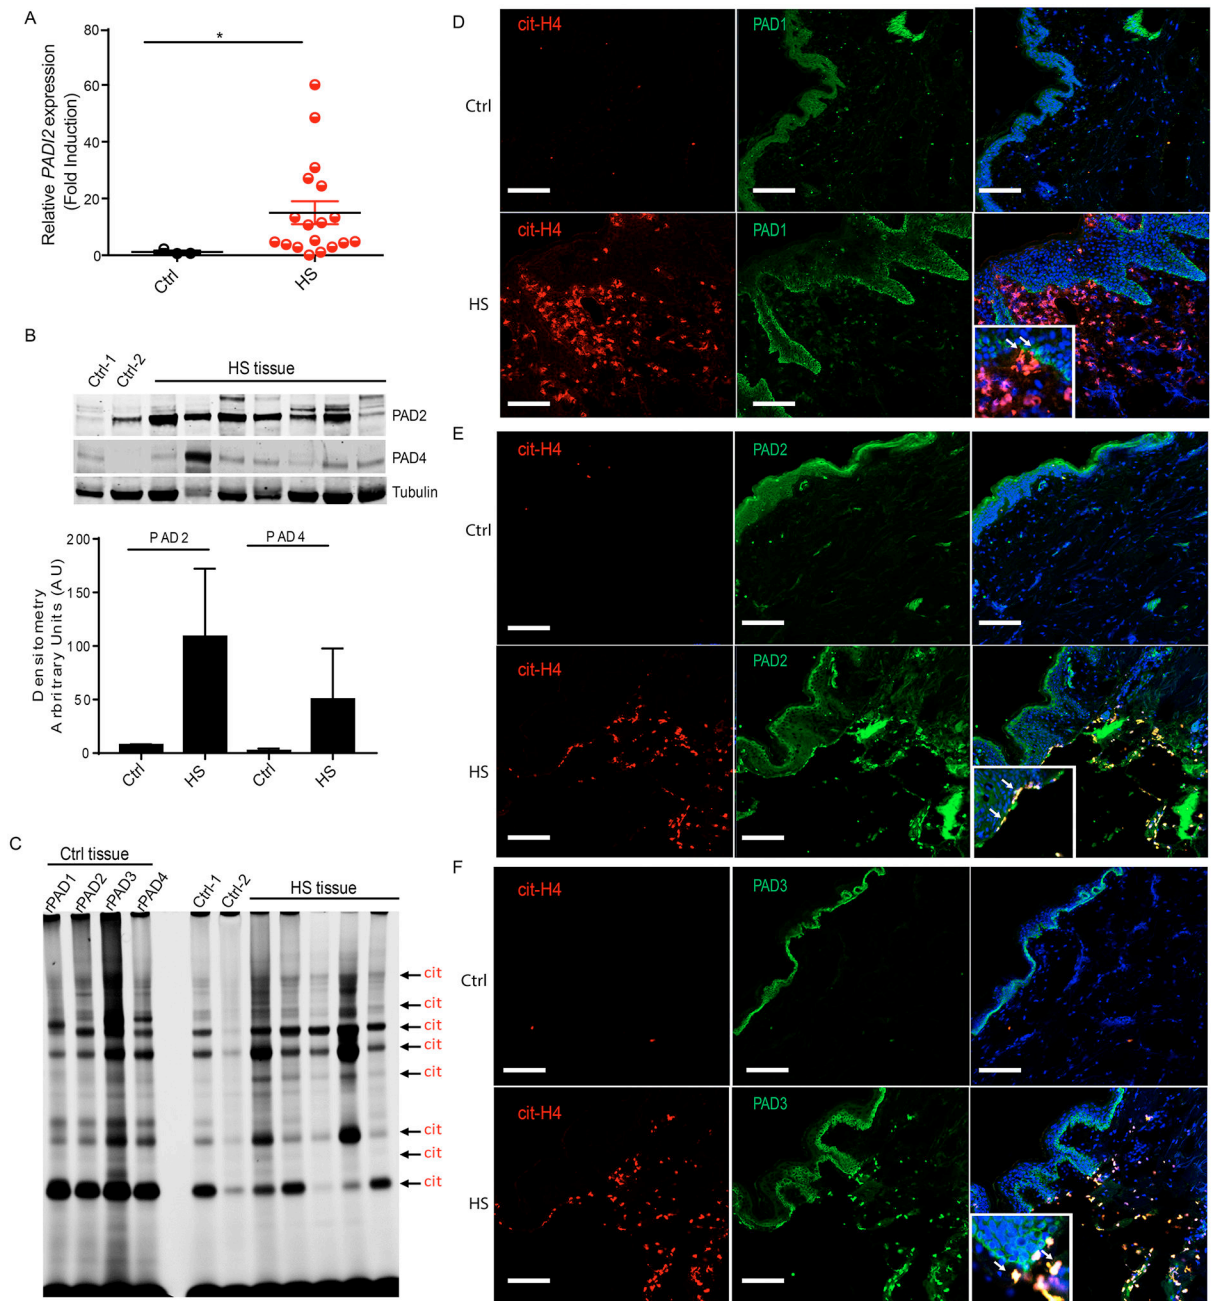 A
Relative PADI2 expression
(Fold Induction)
80
60
40
20
0
*
Ctrl
HS
B
Ctrl-1
Ctrl-2
HS tissue
PAD2
PAD4
Tubulin
Densitometry
Arbritrary Units (AU)
200
150
100
50
0
PAD2
PAD4
Ctrl
HS
Ctrl
HS
C
Ctrl tissue
rPAD1
rPAD2
rPAD3
rPAD4
Ctrl-1
Ctrl-2
HS tissue
cit
cit
cit
cit
cit
cit
cit
cit
D
cit-H4
PAD1
Ctrl
cit-H4
PAD1
HS
E
cit-H4
PAD2
Ctrl
cit-H4
PAD2
HS
F
cit-H4
PAD3
Ctrl
cit-H4
PAD3
HS